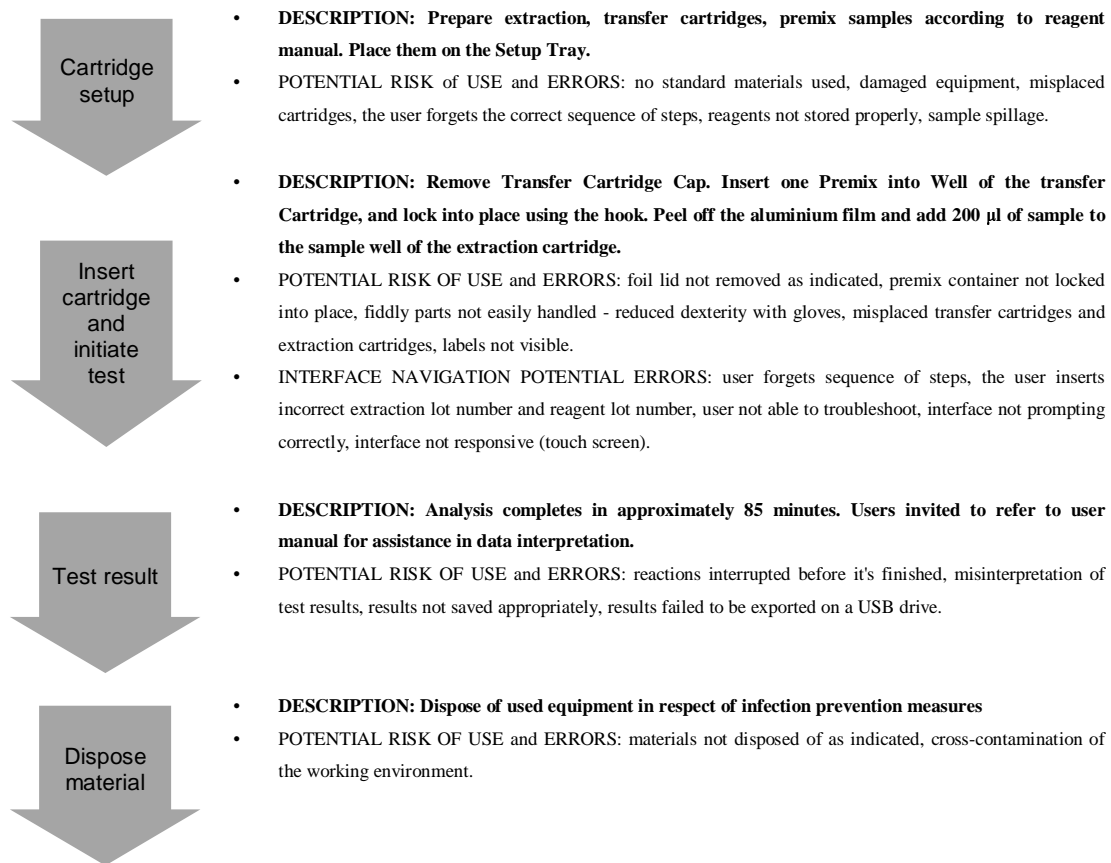 Cartridge
setup
• DESCRIPTION: Prepare extraction, transfer cartridges, premix samples according to reagent
manual. Place them on the Setup Tray.
• POTENTIAL RISK of USE and ERRORS: no standard materials used, damaged equipment, misplaced
cartridges, the user forgets the correct sequence of steps, reagents not stored properly, sample spillage.
Insert
cartridge
and
initiate
test
• DESCRIPTION: Remove Transfer Cartridge Cap. Insert one Premix into Well of the transfer
Cartridge, and lock into place using the hook. Peel off the aluminium film and add 200 µl of sample to
the sample well of the extraction cartridge.
• POTENTIAL RISK OF USE and ERRORS: foil lid not removed as indicated, premix container not locked
into place, fiddly parts not easily handled - reduced dexterity with gloves, misplaced transfer cartridges and
extraction cartridges, labels not visible.
• INTERFACE NAVIGATION POTENTIAL ERRORS: user forgets sequence of steps, the user inserts
incorrect extraction lot number and reagent lot number, user not able to troubleshoot, interface not prompting
correctly, interface not responsive (touch screen).
Test result
• DESCRIPTION: Analysis completes in approximately 85 minutes. Users invited to refer to user
manual for assistance in data interpretation.
• POTENTIAL RISK OF USE and ERRORS: reactions interrupted before it's finished, misinterpretation of
test results, results not saved appropriately, results failed to be exported on a USB drive.
Dispose
material
• DESCRIPTION: Dispose of used equipment in respect of infection prevention measures
• POTENTIAL RISK OF USE and ERRORS: materials not disposed of as indicated, cross-contamination of
the working environment.